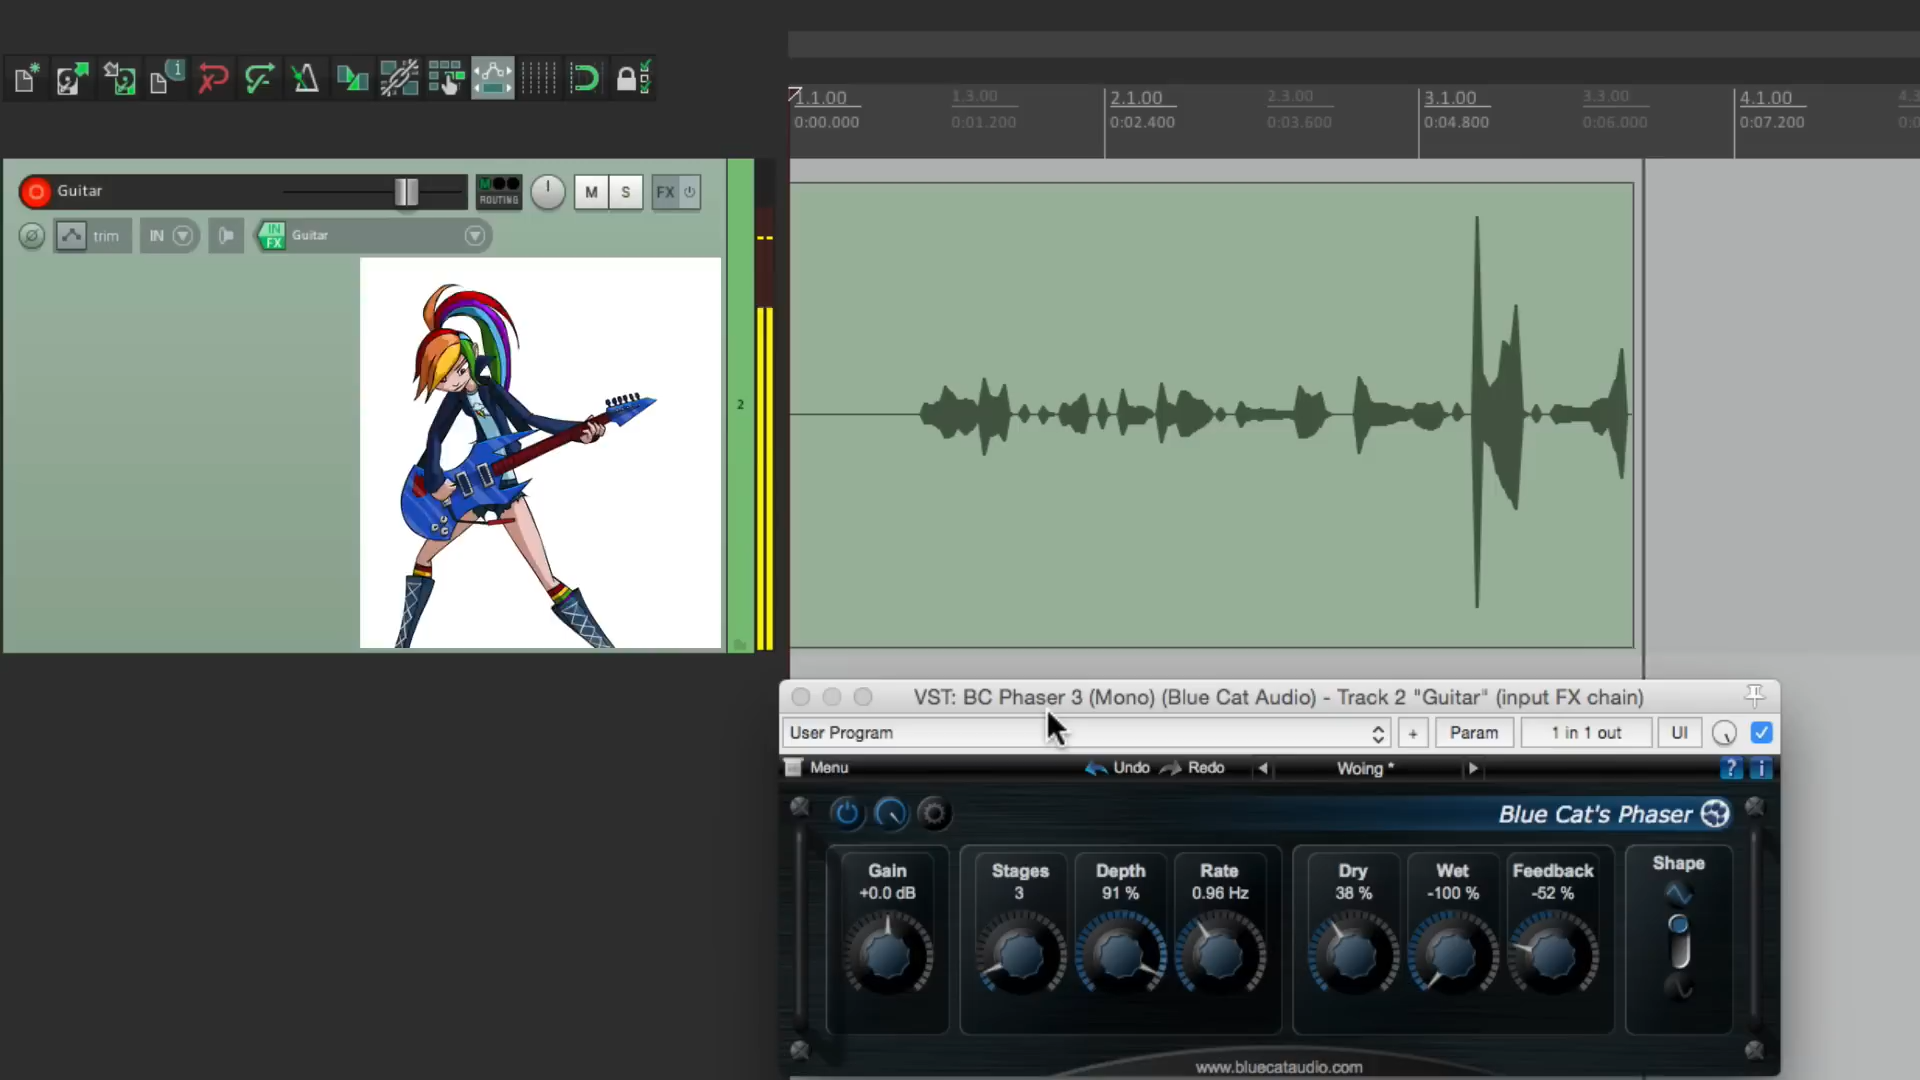 1.1.00 1.3.00 2.1.00 2.3.00 3.1.00 3.3.00 4.1.00
0:00.000 0:01.200 0:02.400 0:03.600 0:04.800 0:06.000 0:07.200
Guitar M ROUTING M S FX
trim IN IN FX Guitar
2
VST: BC Phaser 3 (Mono) (Blue Cat Audio) - Track 2 "Guitar" (input FX chain)
User Program + Param 1 in 1 out UI
Menu Undo Redo Woing * ? i
Blue Cat's Phaser
Gain Stages Depth Rate Dry Wet Feedback Shape
+0.0 dB 3 91 % 0.96 Hz 38 % -100 % -52 %
www.bluecataudio.com